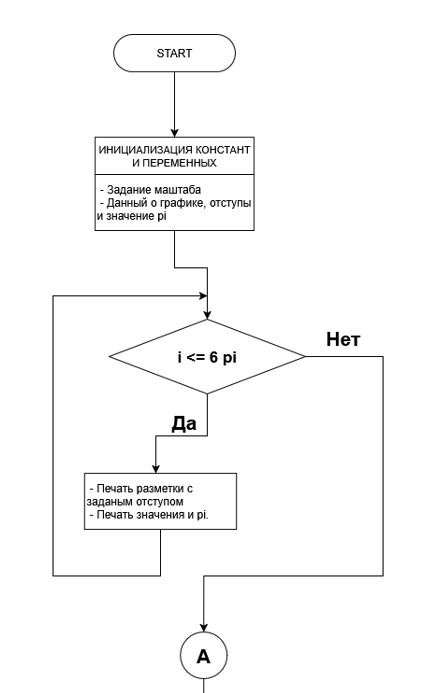 START
ИНИЦИАЛИЗАЦИЯ КОНСТАНТ
И ПЕРЕМЕННЫХ
- Задание маштаба
- Данный о графике, отступы
и значение pi
i <= 6 pi
Нет
Да
- Печать разметки с
заданым отступом
- Печать значения и pi.
A